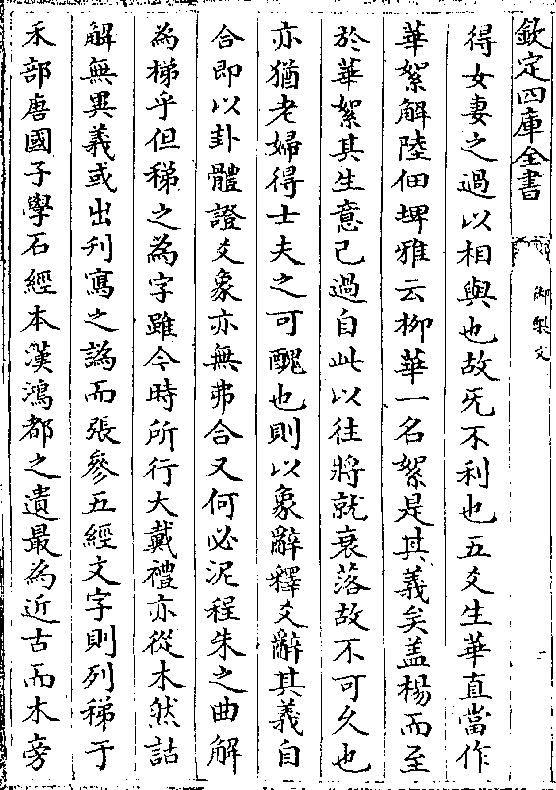 欽定四庫全書
御製文
二
得女妻之過以相與也故旡不利也五爻生華直當作
華絮解陸佃埤雅云柳華一名絮是其義矣盖楊而至
於華絮其生意已過自此以往將就衰落故不可久也
亦猶老婦得士夫之可醜也則以象辭釋爻辭其義自
合即以卦體證爻象亦無弗合又何必泥程朱之曲解
為梯乎但稊之為字雖今時所行大戴禮亦從木然詁
解無異義或出刋寫之譌而張參五經文字則列稊于
禾部唐國子學石經本漢鴻都之遺最為近古而木旁